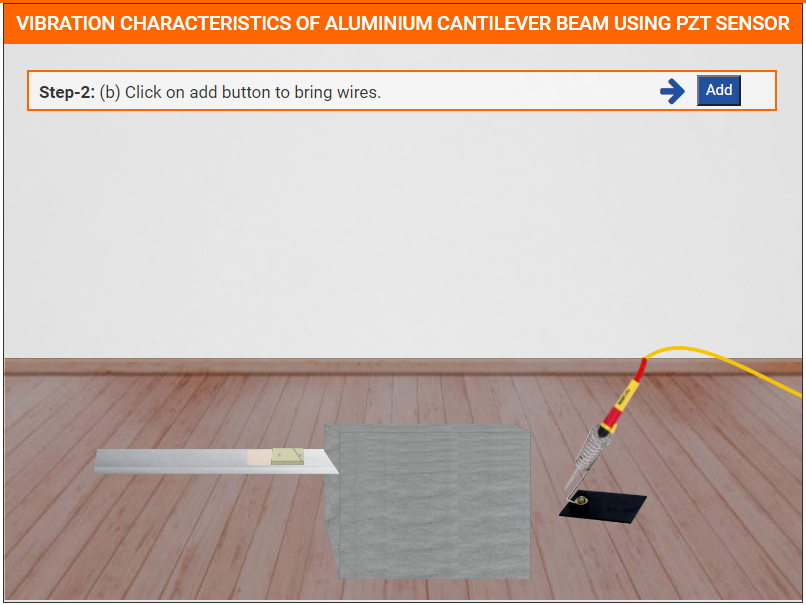 VIBRATION CHARACTERISTICS OF ALUMINIUM CANTILEVER BEAM USING PZT SENSOR
Step-2: (b) Click on add button to bring wires.
Add